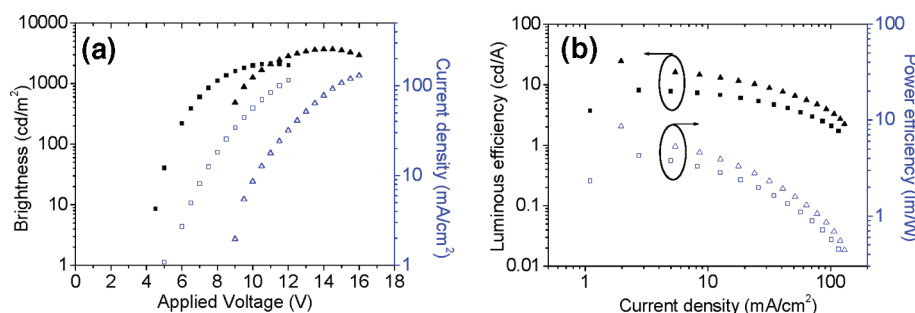 (a)
10000
1000
100
10
1
Brightness (cd/m²)
0 2 4 6 8 10 12 14 16 18
Applied Voltage (V)
100
10
1
Current density (mA/cm²)
(b)
100
10
1
0.1
0.01
Luminous efficiency (cd/A)
1 10 100
Current density (mA/cm²)
100
10
1
Power efficiency (lm/W)